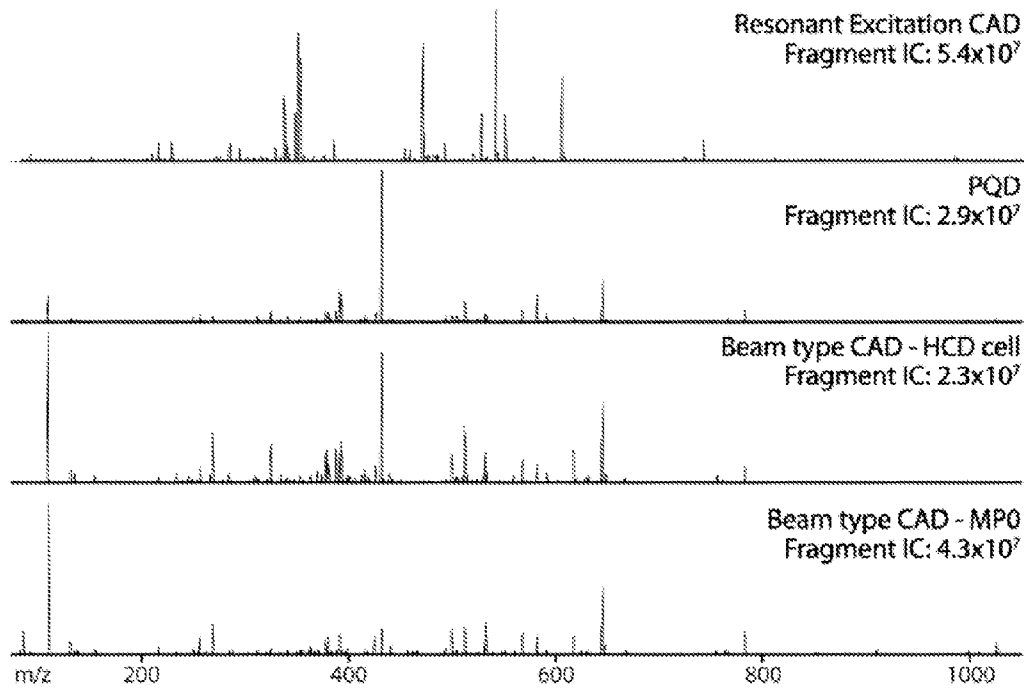 Resonant Excitation CAD
Fragment IC: 5.4x10⁷
PQD
Fragment IC: 2.9x10⁷
Beam type CAD - HCD cell
Fragment IC: 2.3x10⁷
Beam type CAD - MP0
Fragment IC: 4.3x10⁷
m/z 200 400 600 800 1000